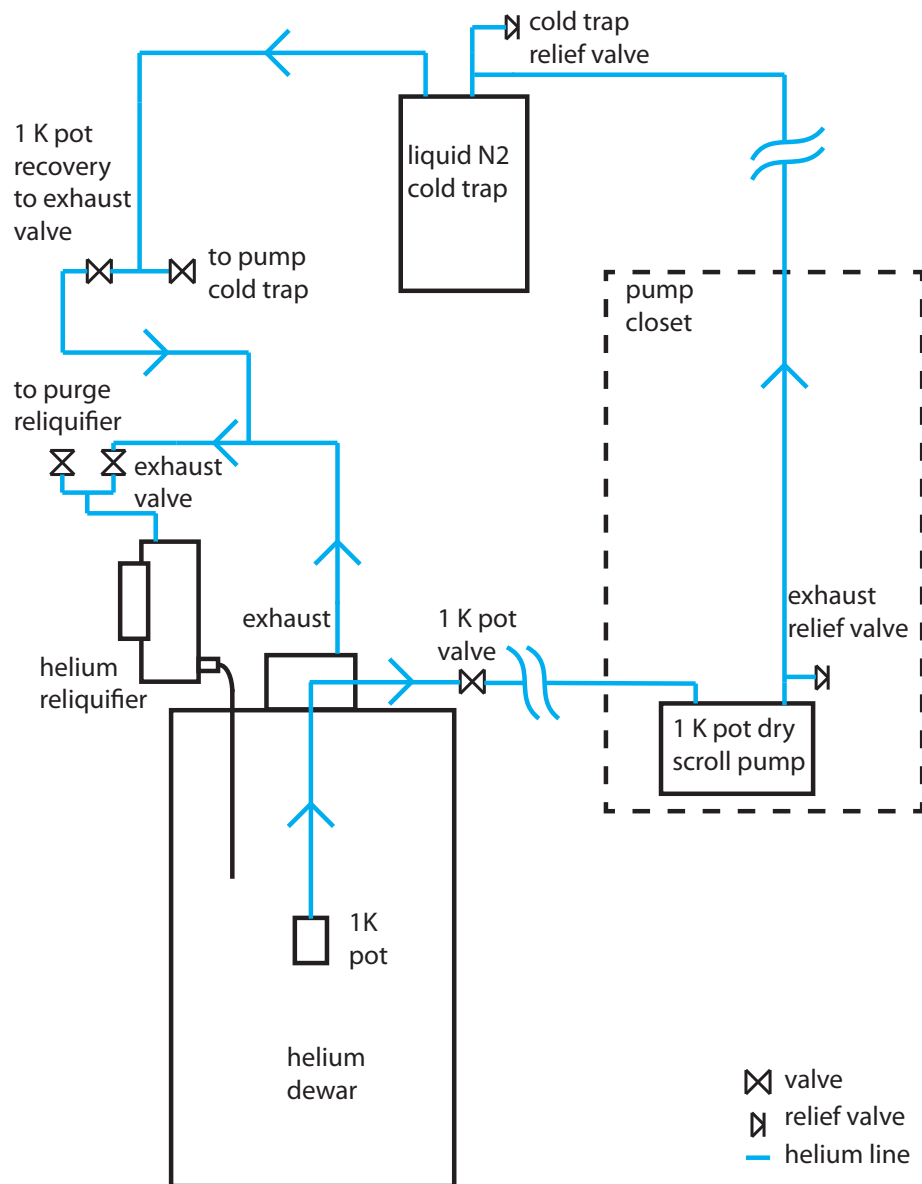 cold trap
relief valve
1 K pot
recovery
to exhaust
valve
liquid N2
cold trap
to pump
cold trap
pump
closet
to purge
reliquifier
exhaust
valve
exhaust
1 K pot
valve
exhaust
relief valve
helium
reliquifier
1 K pot dry
scroll pump
1K
pot
helium
dewar
valve
relief valve
helium line